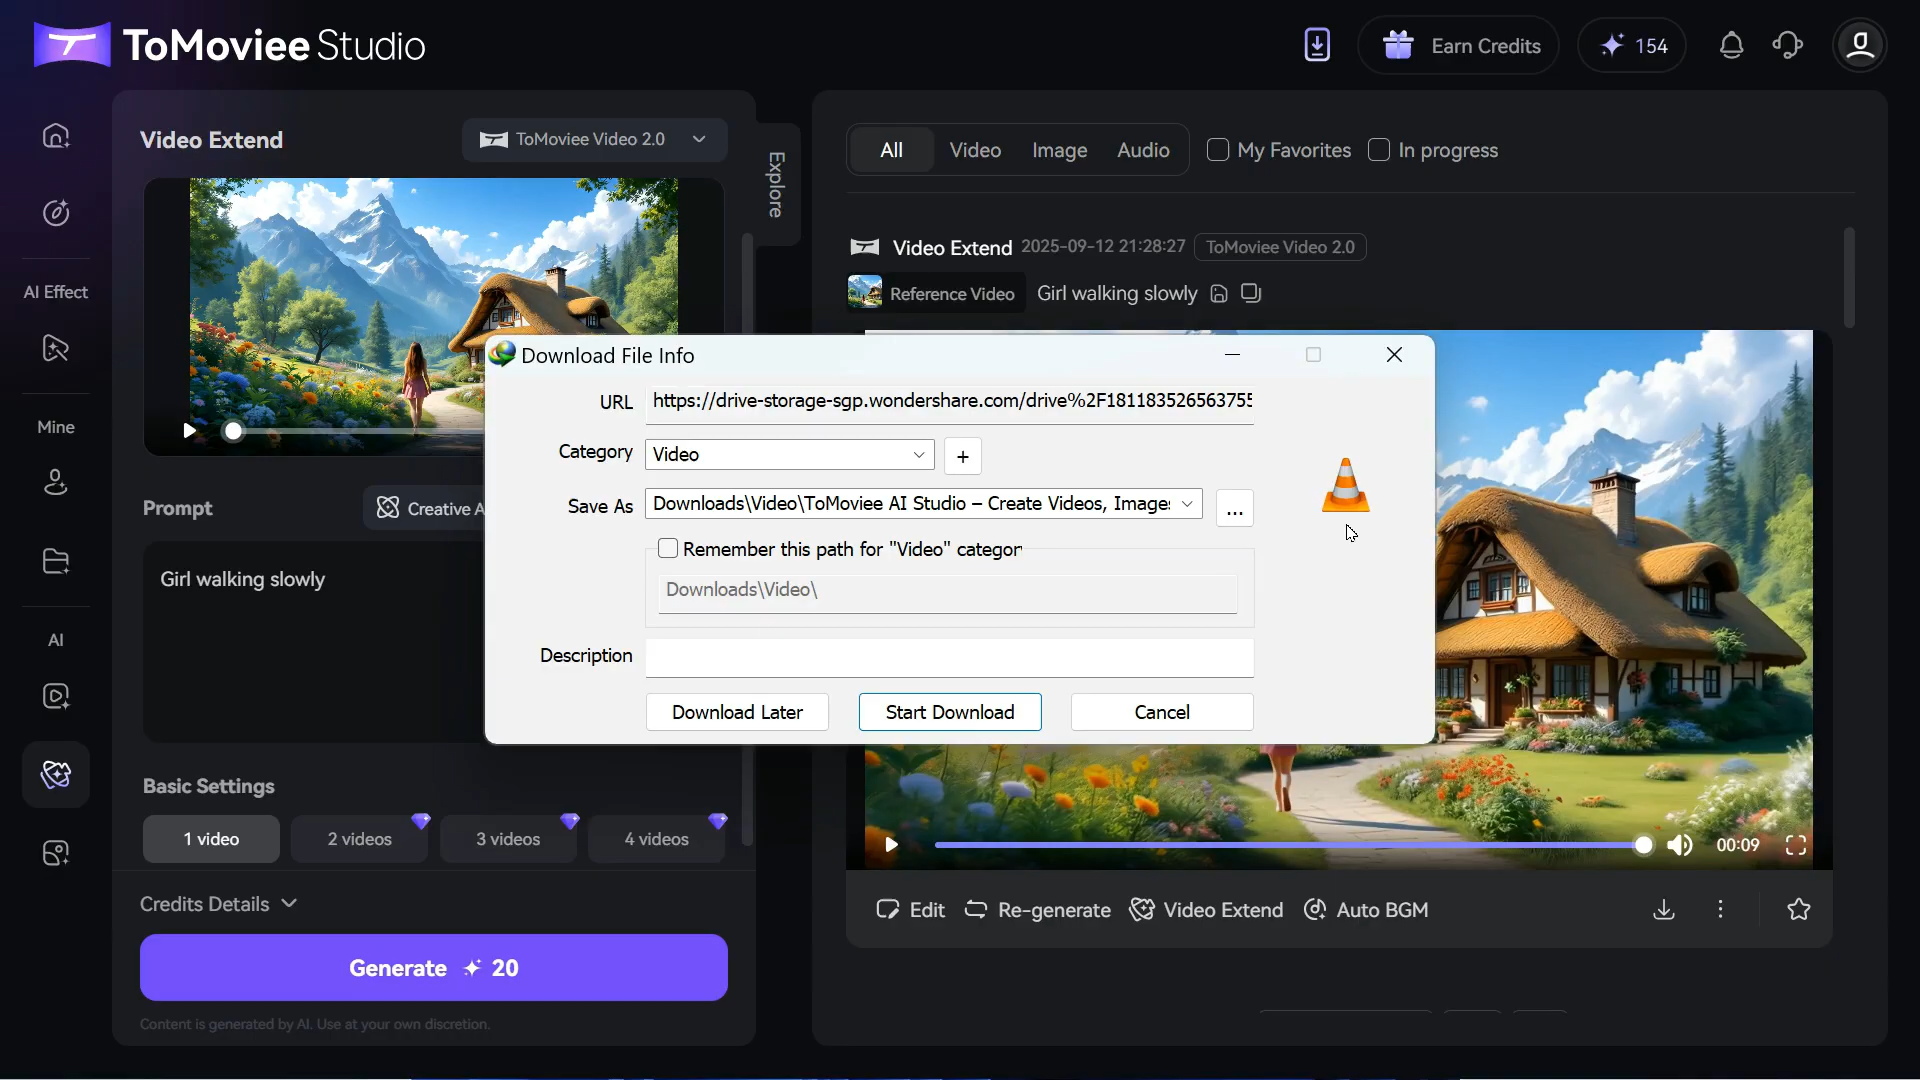 ToMoviee Studio
Earn Credits
154
Video Extend
ToMoviee Video 2.0
Explore
AI Effect
Mine
AI
Prompt
Creative A
Girl walking slowly
Basic Settings
1 video
2 videos
3 videos
4 videos
Credits Details
Generate 20
Content is generated by AI. Use at your own discretion.
All
Video
Image
Audio
My Favorites
In progress
Video Extend 2025-09-12 21:28:27 ToMoviee Video 2.0
Reference Video Girl walking slowly
Download File Info
URL https://drive-storage-sgp.wondershare.com/drive%2F181183526563755
Category Video
+
Save As Downloads\Video\ToMoviee AI Studio – Create Videos, Images
...
Remember this path for "Video" categor
Downloads\Video\
Description
Download Later
Start Download
Cancel
00:09
Edit
Re-generate
Video Extend
Auto BGM